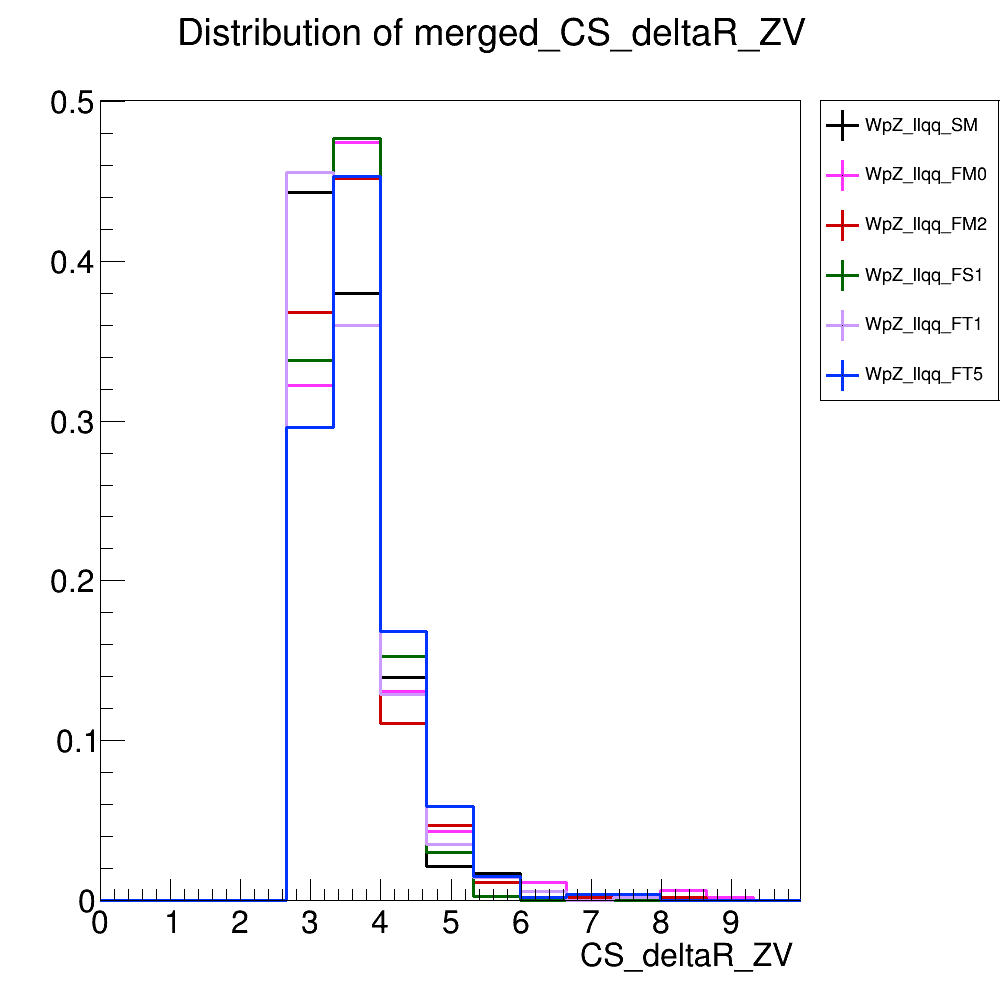 Distribution of merged_CS_deltaR_ZV
0.5
0.4
0.3
0.2
0.1
0
0 1 2 3 4 5 6 7 8 9
CS_deltaR_ZV
WpZ_llqq_SM
WpZ_llqq_FM0
WpZ_llqq_FM2
WpZ_llqq_FS1
WpZ_llqq_FT1
WpZ_llqq_FT5